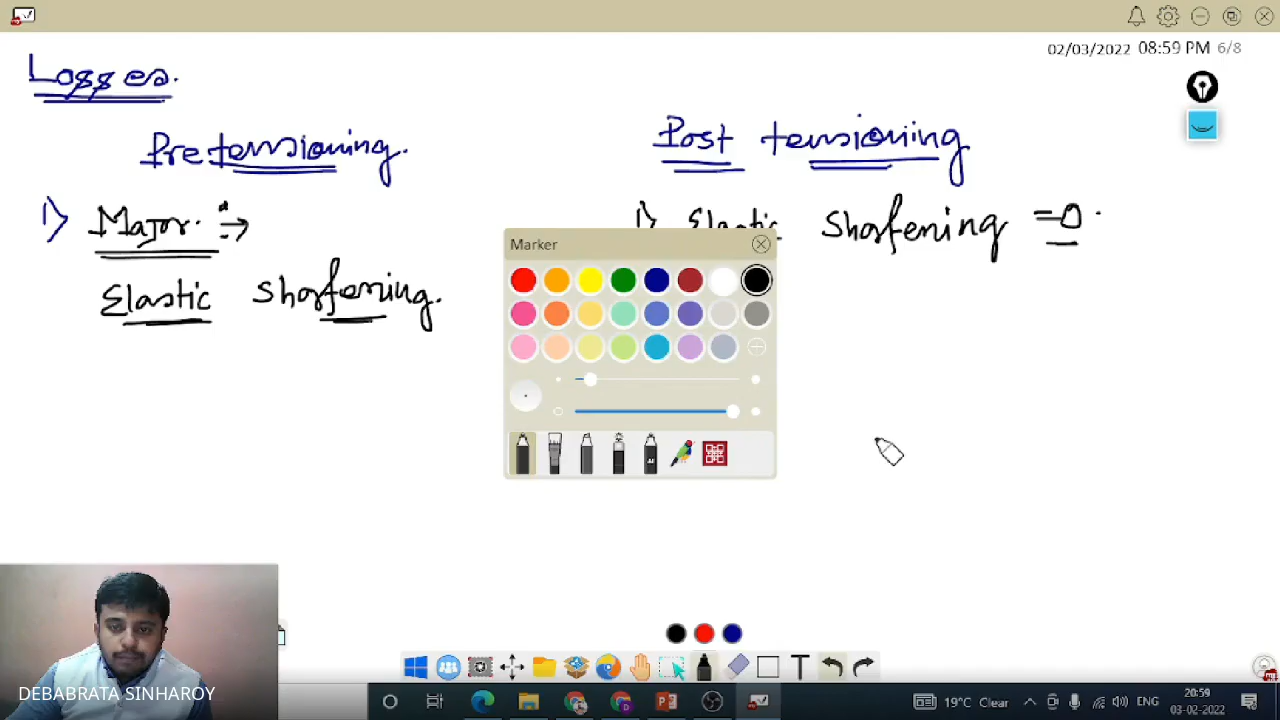 02/03/2022 08:59 PM 6/8
Losses.
Pretensioning.
Post tensioning
1) Major. :→
1) Elastic Shortening =0.
Elastic Shortening.
Marker
AI
DEBABRATA SINHAROY
T
19°C Clear
ENG
20:59
03-02-2022